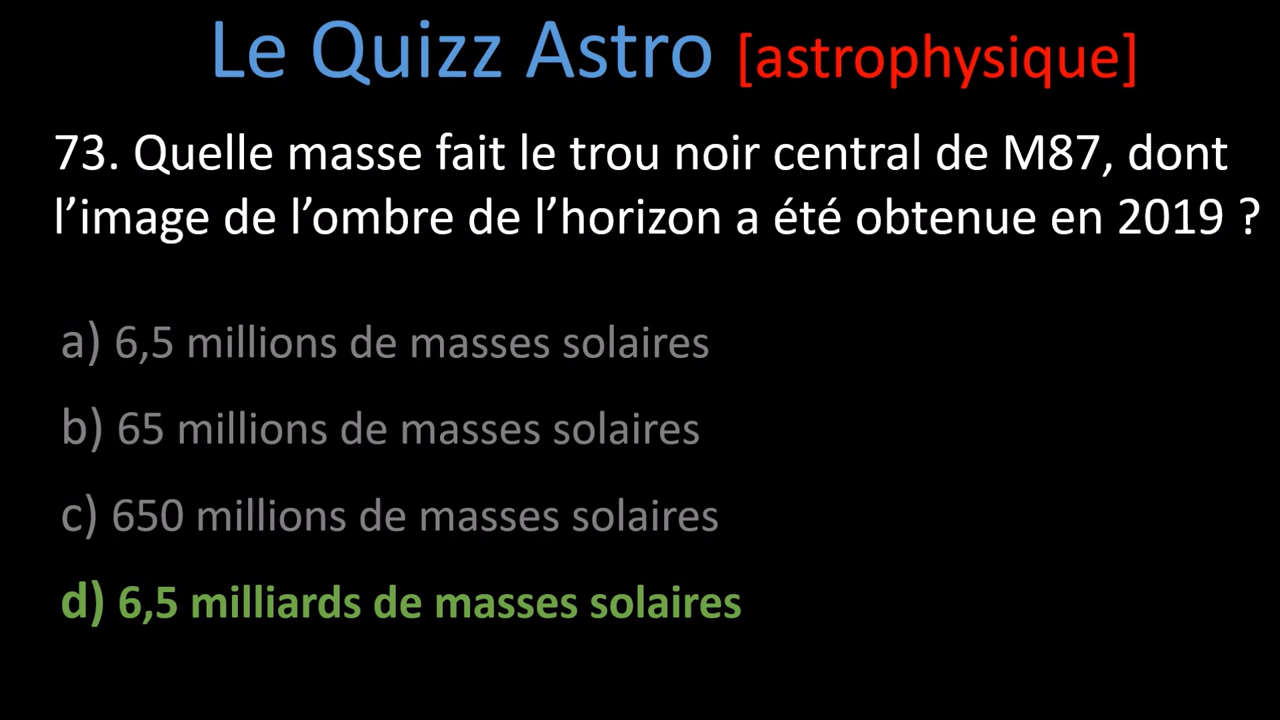 Le Quizz Astro [astrophysique]
73. Quelle masse fait le trou noir central de M87, dont
l’image de l’ombre de l’horizon a été obtenue en 2019 ?
a) 6,5 millions de masses solaires
b) 65 millions de masses solaires
c) 650 millions de masses solaires
d) 6,5 milliards de masses solaires